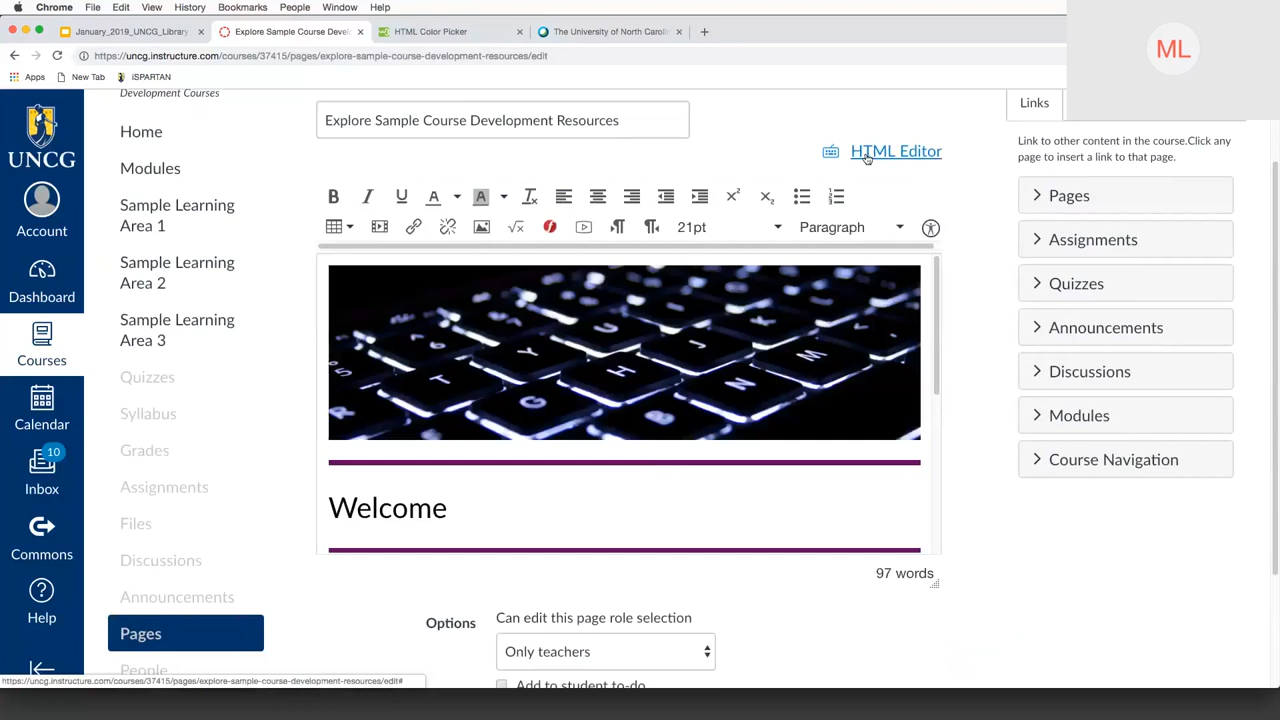 Chrome File Edit View History Bookmarks People Window Help
January_2019_UNCG_Library × Explore Sample Course Devel × HTML Color Picker × The University of North Carolin ×
https://uncg.instructure.com/courses/37415/pages/explore-sample-course-development-resources/edit
Apps New Tab iSPARTAN
ML
Development Courses
UNCG
Account
Dashboard
Courses
Calendar
10
Inbox
Commons
Help
Home
Modules
Sample Learning
Area 1
Sample Learning
Area 2
Sample Learning
Area 3
Quizzes
Syllabus
Grades
Assignments
Files
Discussions
Announcements
Pages
People
Explore Sample Course Development Resources
HTML Editor
B I U A A Tx x² x₂
√x 21pt Paragraph
Y J M
T H N
R G B
Welcome
97 words
Options
Can edit this page role selection
Only teachers
Add to student to-do
Links
Link to other content in the course.Click any
page to insert a link to that page.
Pages
Assignments
Quizzes
Announcements
Discussions
Modules
Course Navigation
https://uncg.instructure.com/courses/37415/pages/explore-sample-course-development-resources/edit#